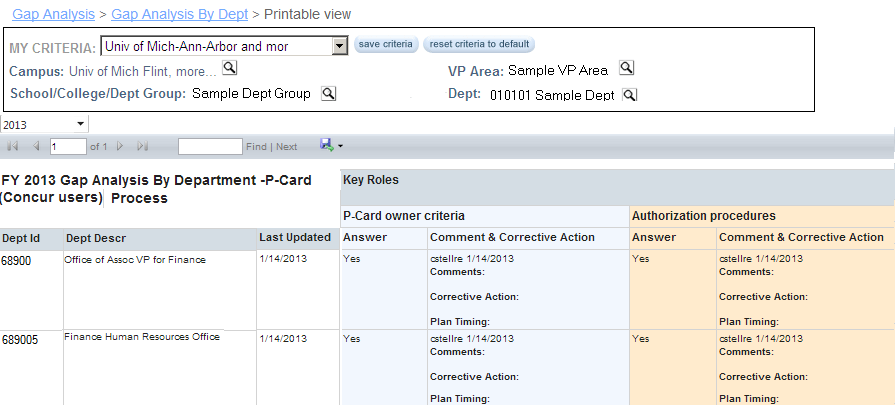 Gap Analysis > Gap Analysis By Dept > Printable view
MY CRITERIA: Univ of Mich-Ann-Arbor and mor save criteria reset criteria to default
Campus: Univ of Mich Flint, more... VP Area: Sample VP Area
School/College/Dept Group: Sample Dept Group Dept: 010101 Sample Dept
2013
1 of 1 Find | Next
FY 2013 Gap Analysis By Department -P-Card Key Roles
(Concur users) Process
P-Card owner criteria Authorization procedures
Dept Id Dept Descr Last Updated Answer Comment & Corrective Action Answer Comment & Corrective Action
68900 Office of Assoc VP for Finance 1/14/2013 Yes cstellre 1/14/2013 Yes cstellre 1/14/2013
Comments: Comments:
Corrective Action: Corrective Action:
Plan Timing: Plan Timing:
689005 Finance Human Resources Office 1/14/2013 Yes cstellre 1/14/2013 Yes cstellre 1/14/2013
Comments: Comments:
Corrective Action: Corrective Action:
Plan Timing: Plan Timing: